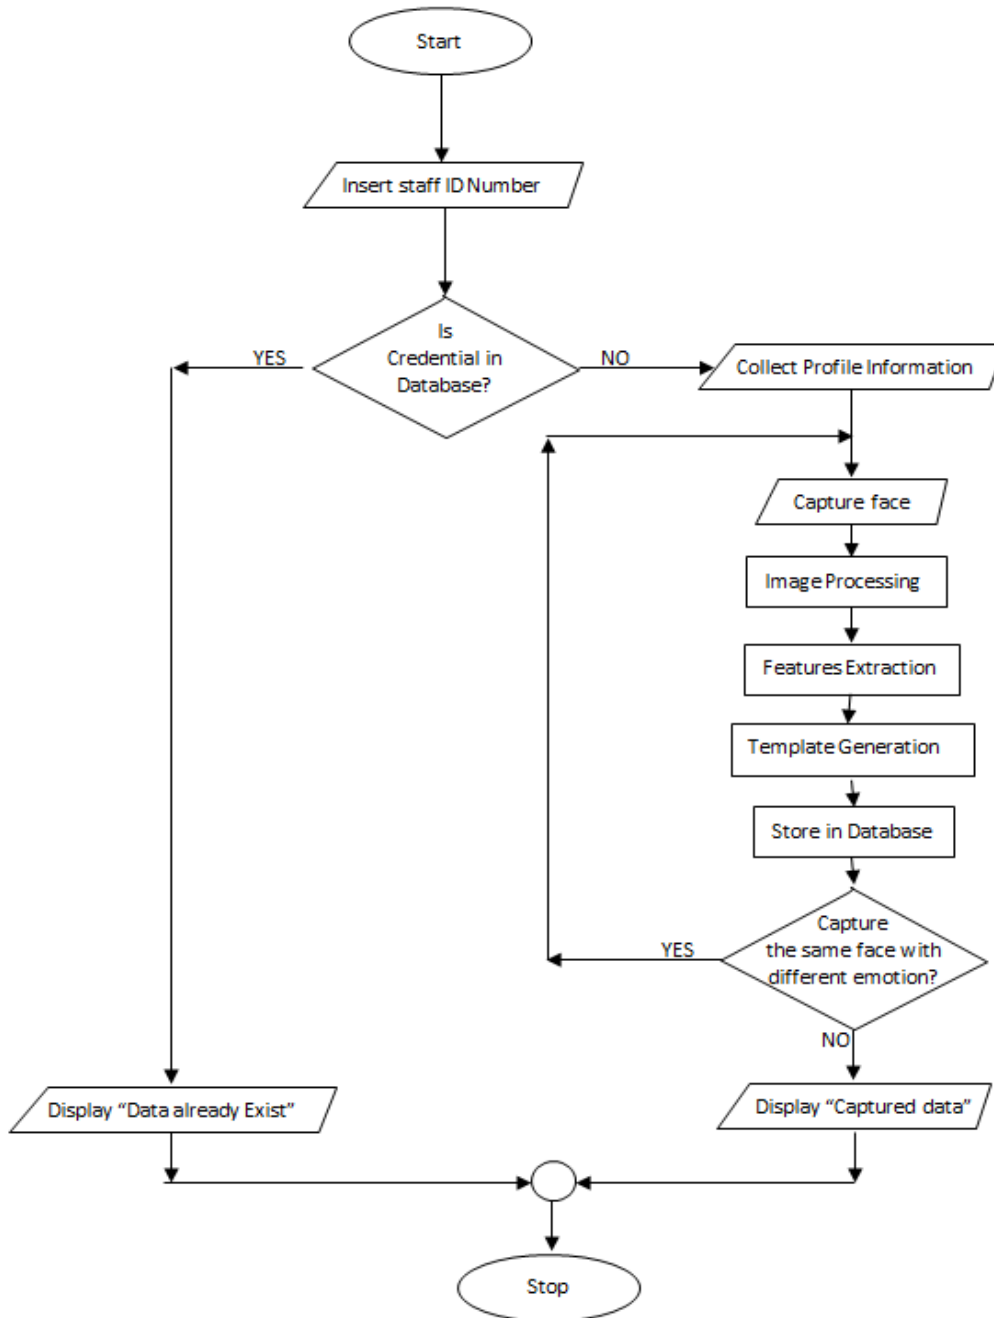 Start
Insert staff ID Number
Is
Credential in
Database?
YES
NO
Collect Profile Information
Capture face
Image Processing
Features Extraction
Template Generation
Store in Database
Capture
the same face with
different emotion?
YES
NO
Display “Data already Exist”
Display “Captured data”
Stop